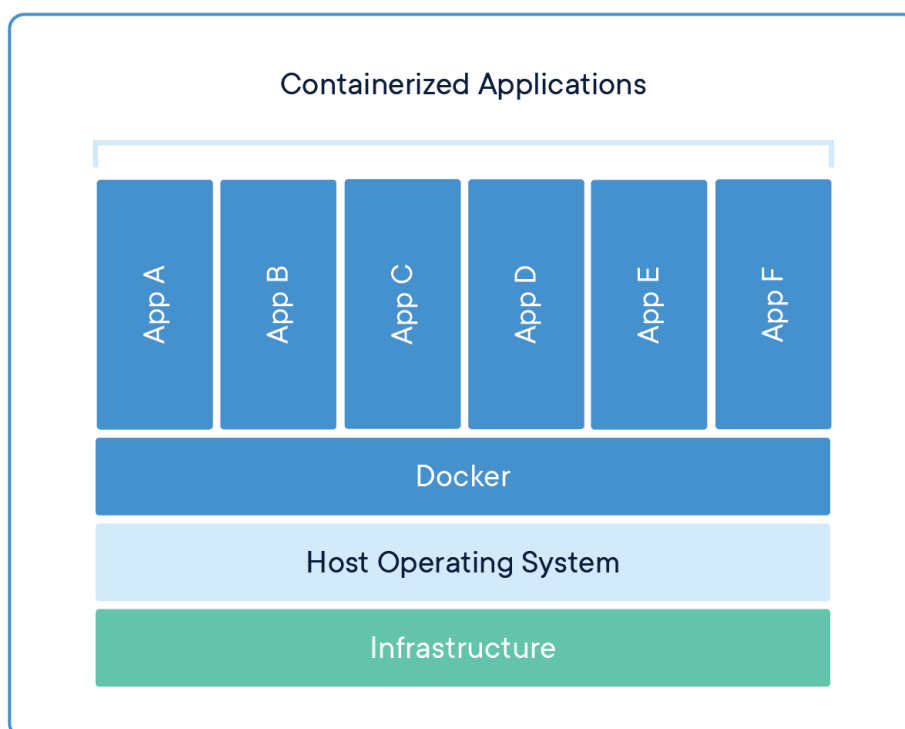 Containerized Applications
App A
App B
App C
App D
App E
App F
Docker
Host Operating System
Infrastructure